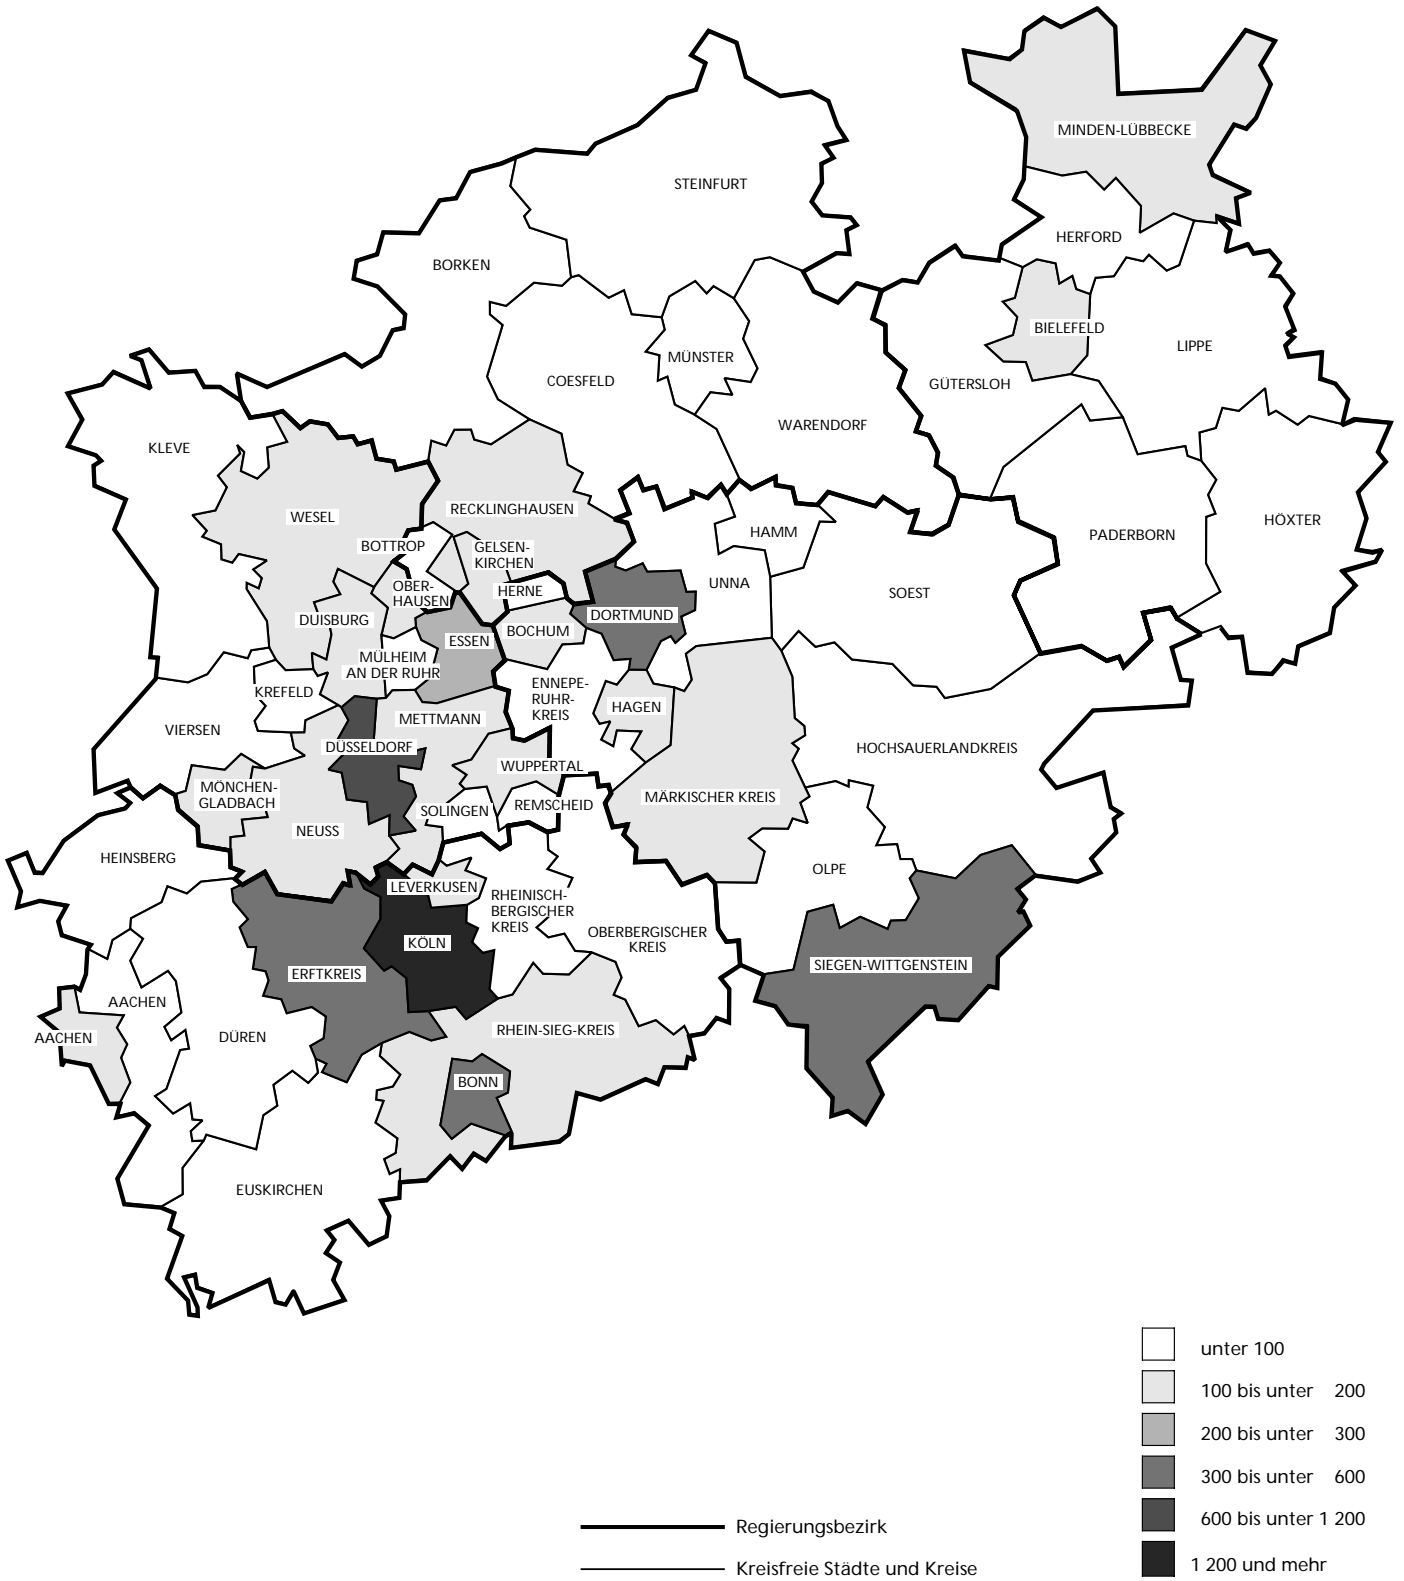 MINDEN-LÜBBECKE
STEINFURT
HERFORD
BORKEN
BIELEFELD
LIPPE
MÜNSTER
COESFELD
GÜTERSLOH
WARENDORF
KLEVE
RECKLINGHAUSEN
WESEL
HÖXTER
HAMM
PADERBORN
BOTTROP
GELSEN-
KIRCHEN
UNNA
OBER-
HAUSEN
HERNE
SOEST
DORTMUND
DUISBURG
BOCHUM
ESSEN
MÜLHEIM
AN DER RUHR
KREFELD
ENNEPE-
RUHR-
KREIS
HAGEN
METTMANN
VIERSEN
DÜSSELDORF
HOCHSAUERLANDKREIS
WUPPERTAL
MÖNCHEN-
GLADBACH
MÄRKISCHER KREIS
SOLINGEN
REMSCHEID
NEUSS
HEINSBERG
OLPE
LEVERKUSEN
RHEINISCH-
BERGISCHER
KREIS
OBERBERGISCHER
KREIS
KÖLN
SIEGEN-WITTGENSTEIN
ERFTKREIS
AACHEN
RHEIN-SIEG-KREIS
AACHEN
DÜREN
BONN
EUSKIRCHEN
unter 100
100 bis unter 200
200 bis unter 300
300 bis unter 600
600 bis unter 1 200
1 200 und mehr
Regierungsbezirk
Kreisfreie Städte und Kreise